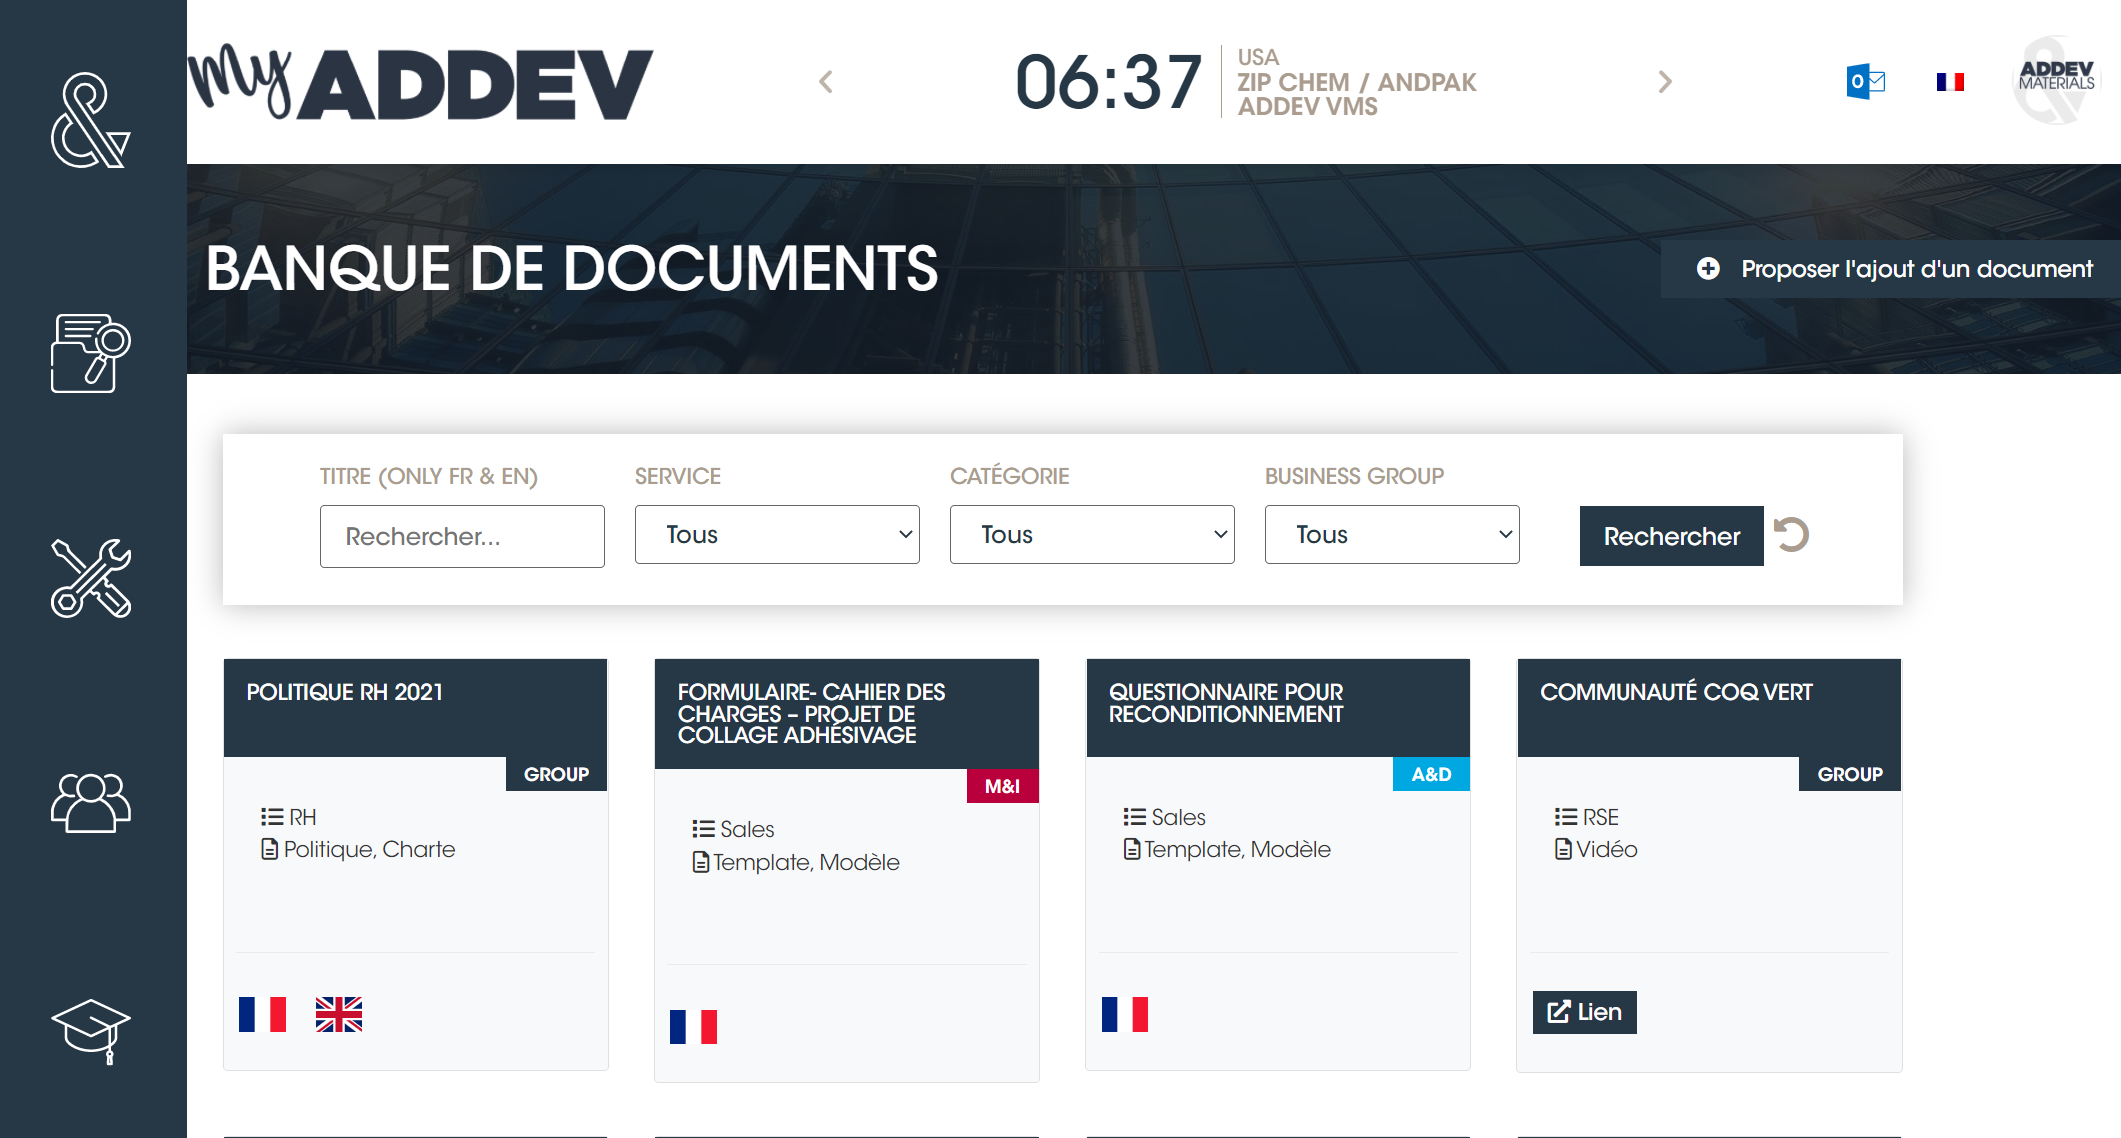 My ADDEV
06:37
USA
ZIP CHEM / ANDPAK
ADDEV VMS
O
ADDEV
MATERIALS
BANQUE DE DOCUMENTS
Proposer l'ajout d'un document
TITRE (ONLY FR & EN)
SERVICE
CATÉGORIE
BUSINESS GROUP
Rechercher...
Tous
Tous
Tous
Rechercher
POLITIQUE RH 2021
GROUP
RH
Politique, Charte
FORMULAIRE- CAHIER DES
CHARGES – PROJET DE
COLLAGE ADHÉSIVAGE
M&I
Sales
Template, Modèle
QUESTIONNAIRE POUR
RECONDITIONNEMENT
A&D
Sales
Template, Modèle
COMMUNAUTÉ COQ VERT
GROUP
RSE
Vidéo
Lien